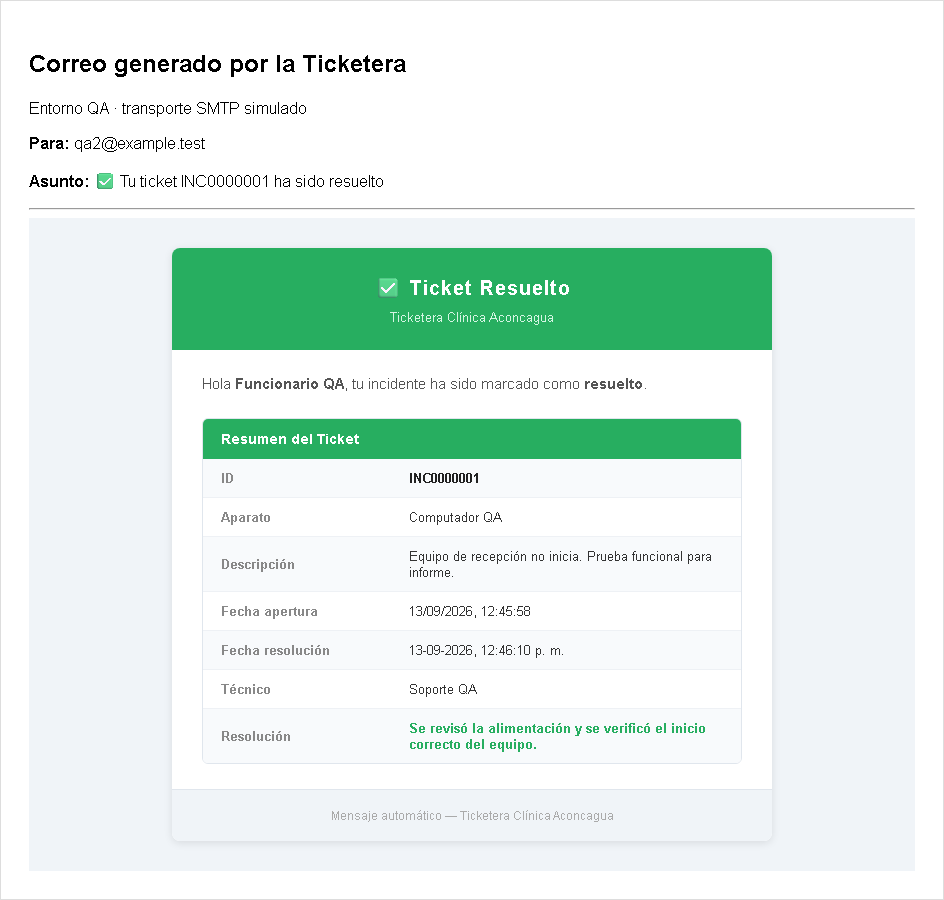 Correo generado por la Ticketera
Entorno QA · transporte SMTP simulado
Para: qa2@example.test
Asunto: ✅ Tu ticket INC0000001 ha sido resuelto
✅ Ticket Resuelto
Ticketera Clínica Aconcagua
Hola Funcionario QA, tu incidente ha sido marcado como resuelto.
Resumen del Ticket
ID INC0000001
Aparato Computador QA
Descripción Equipo de recepción no inicia. Prueba funcional para
informe.
Fecha apertura 13/09/2026, 12:45:58
Fecha resolución 13-09-2026, 12:46:10 p. m.
Técnico Soporte QA
Resolución Se revisó la alimentación y se verificó el inicio
correcto del equipo.
Mensaje automático — Ticketera Clínica Aconcagua